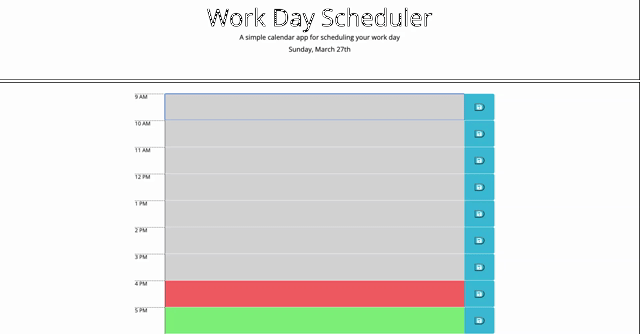 Work Day Scheduler
A simple calendar app for scheduling your work day
Sunday, March 27th
9 AM
10 AM
11 AM
12 PM
1 PM
2 PM
3 PM
4 PM
5 PM